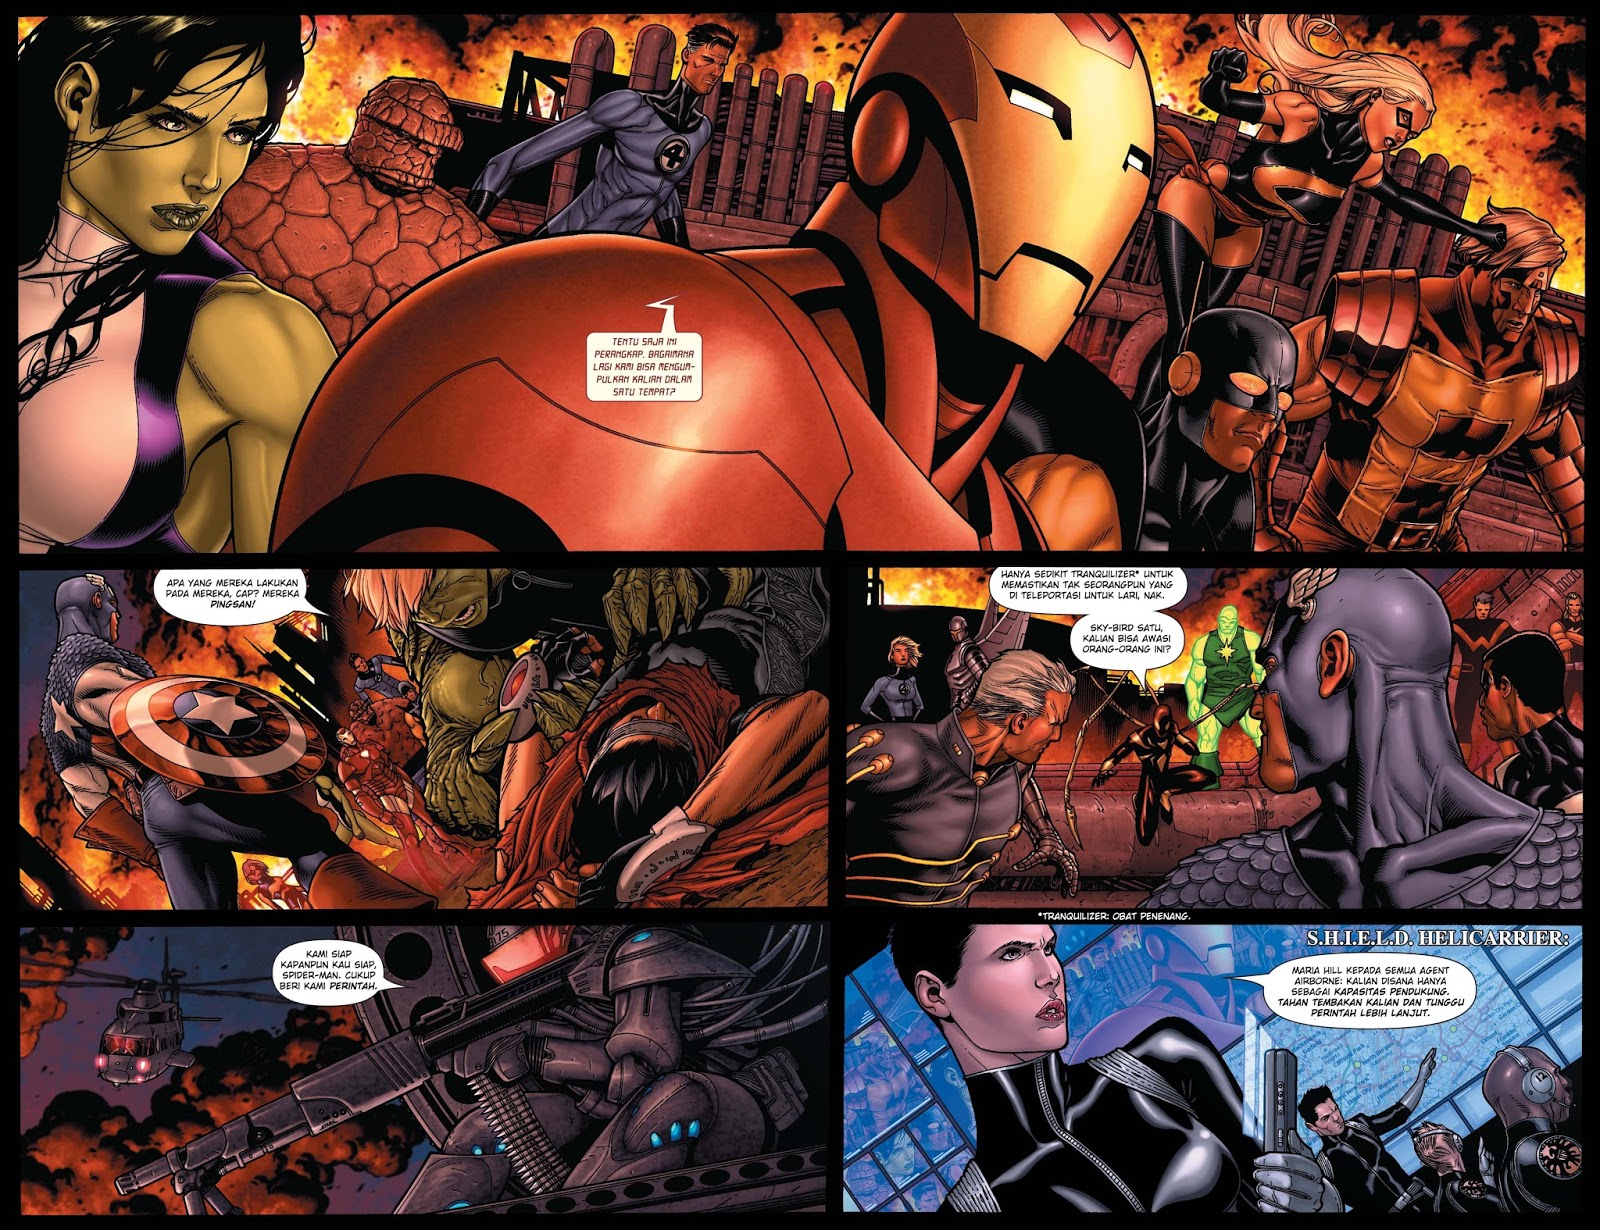 TENTU SAJA INI
PERANGKAP. BAGAIMANA
LAGI KAMI BISA MENGUM-
PULKAN KALIAN DALAM
SATU TEMPAT?
APA YANG MEREKA LAKUKAN
PADA MEREKA, CAP? MEREKA
PINGSAN!
HANYA SEDIKIT TRANQUILIZER* UNTUK
MEMASTIKAN TAK SEORANGPUN YANG
DI TELEPORTASI UNTUK LARI, NAK.
SKY-BIRD SATU,
KALIAN BISA AWASI
ORANG-ORANG INI?
*TRANQUILIZER: OBAT PENENANG.
KAMI SIAP
KAPANPUN KAU SIAP,
SPIDER-MAN. CUKUP
BERI KAMI PERINTAH.
S.H.I.E.L.D. HELICARRIER:
MARIA HILL KEPADA SEMUA AGENT
AIRBORNE: KALIAN DISANA HANYA
SEBAGAI KAPASITAS PENDUKUNG.
TAHAN TEMBAKAN KALIAN DAN TUNGGU
PERINTAH LEBIH LANJUT.